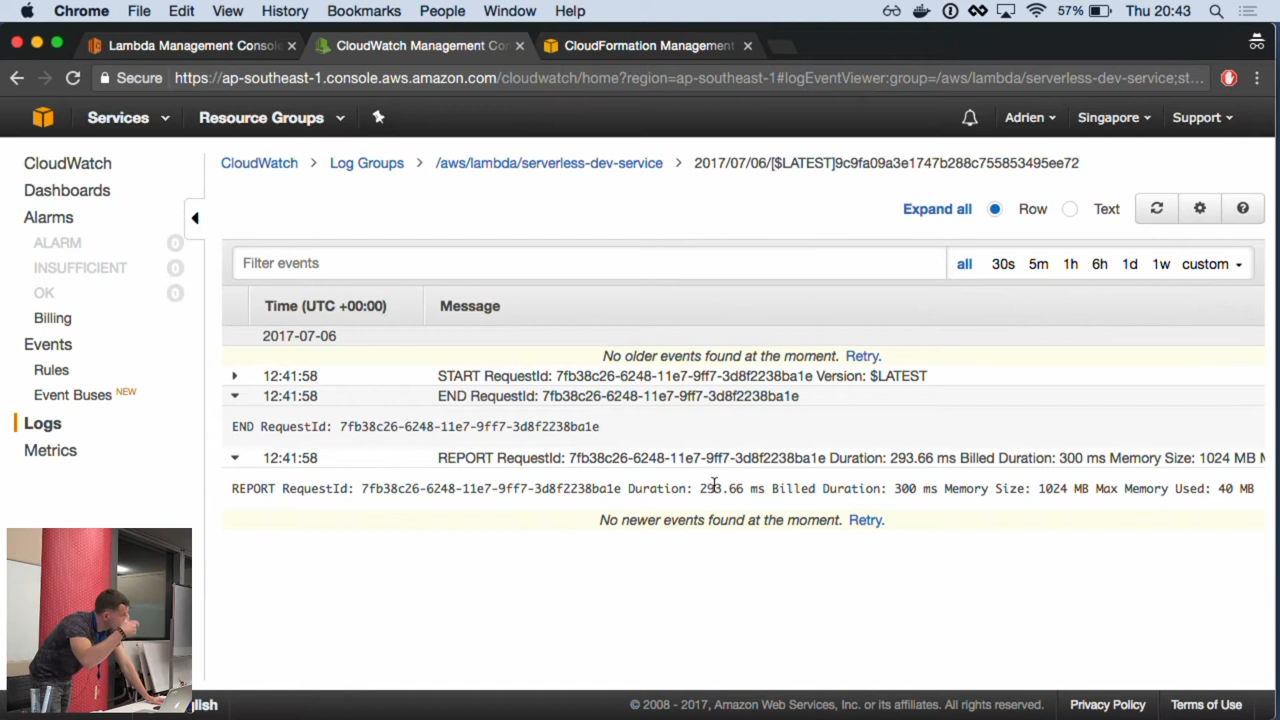 Chrome File Edit View History Bookmarks People Window Help 57% Thu 20:43
Lambda Management Consol × CloudWatch Management Con × CloudFormation Management ×
Secure https://ap-southeast-1.console.aws.amazon.com/cloudwatch/home?region=ap-southeast-1#logEventViewer:group=/aws/lambda/serverless-dev-service;st...
Services Resource Groups Adrien Singapore Support
CloudWatch
Dashboards
Alarms
ALARM 0
INSUFFICIENT 0
OK 0
Billing
Events
Rules
Event Buses NEW
Logs
Metrics
CloudWatch > Log Groups > /aws/lambda/serverless-dev-service > 2017/07/06/[$LATEST]9c9fa09a3e1747b288c755853495ee72
Expand all Row Text
Filter events all 30s 5m 1h 6h 1d 1w custom
Time (UTC +00:00) Message
2017-07-06
No older events found at the moment. Retry.
12:41:58 START RequestId: 7fb38c26-6248-11e7-9ff7-3d8f2238ba1e Version: $LATEST
12:41:58 END RequestId: 7fb38c26-6248-11e7-9ff7-3d8f2238ba1e
END RequestId: 7fb38c26-6248-11e7-9ff7-3d8f2238ba1e
12:41:58 REPORT RequestId: 7fb38c26-6248-11e7-9ff7-3d8f2238ba1e Duration: 293.66 ms Billed Duration: 300 ms Memory Size: 1024 MB M
REPORT RequestId: 7fb38c26-6248-11e7-9ff7-3d8f2238ba1e Duration: 293.66 ms Billed Duration: 300 ms Memory Size: 1024 MB Max Memory Used: 40 MB
No newer events found at the moment. Retry.
glish © 2008 - 2017, Amazon Web Services, Inc. or its affiliates. All rights reserved. Privacy Policy Terms of Use